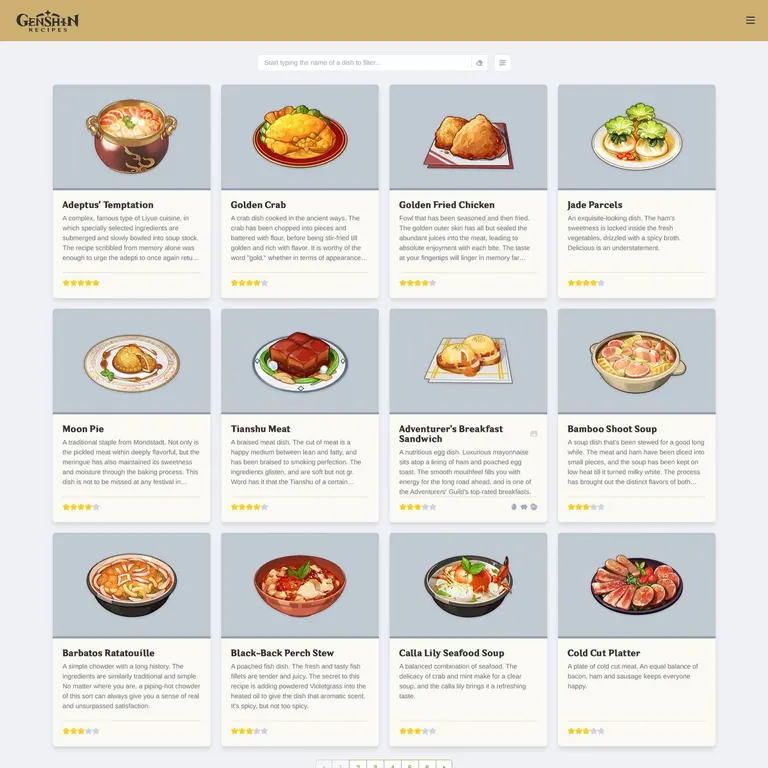 GENSHIN
RECIPES
Start typing the name of a dish to filter...
Adeptus' Temptation
A complex, famous type of Liyue cuisine, in
which specially selected ingredients are
submerged and slowly bowled into soup stock.
The recipe scribbled from memory alone was
enough to urge the adepti to once again retu...
Golden Crab
A crab dish cooked in the ancient ways. The
crab has been chopped into pieces and
battered with flour, before being stir-fried till
golden and rich with flavor. It is worthy of the
word "gold," whether in terms of appearance...
Golden Fried Chicken
Fowl that has been seasoned and then fried.
The golden outer skin has all but sealed the
abundant juices into the meat, leading to
absolute enjoyment with each bite. The taste
at your fingertips will linger in memory far...
Jade Parcels
An exquisite-looking dish. The ham's
sweetness is locked inside the fresh
vegetables, drizzled with a spicy broth.
Delicious is an understatement.
Moon Pie
A traditional staple from Mondstadt. Not only is
the pickled meat within deeply flavorful, but the
meringue has also maintained its sweetness
and moisture through the baking process. This
dish is not to be missed at any festival in...
Tianshu Meat
A braised meat dish. The cut of meat is a
happy medium between lean and fatty, and
has been braised to smoking perfection. The
ingredients glisten, and are soft but not gr.
Word has it that the Tianshu of a certain...
Adventurer's Breakfast
Sandwich
A nutritious egg dish. Luxurious mayonnaise
sits atop a lining of ham and poached egg
toast. The smooth mouthfeel fills you with
energy for the long road ahead, and is one of
the Adventurers' Guild's top-rated breakfasts.
Bamboo Shoot Soup
A soup dish that's been stewed for a good long
while. The meat and ham have been diced into
small pieces, and the soup has been kept on
low heat till it turned milky white. The process
has brought out the distinct flavors of both...
Barbatos Ratatouille
A simple chowder with a long history. The
ingredients are similarly traditional and simple.
No matter where you are, a piping-hot chowder
of this sort can always give you a sense of real
and unsurpassed satisfaction.
Black-Back Perch Stew
A poached fish dish. The fresh and tasty fish
fillets are tender and juicy. The secret to this
recipe is adding powdered Violetgrass into the
heated oil to give the dish that aromatic scent.
It's spicy, but not too spicy.
Calla Lily Seafood Soup
A balanced combination of seafood. The
delicacy of crab and mint make for a clear
soup, and the calla lily brings it a refreshing
taste.
Cold Cut Platter
A plate of cold cut meat. An equal balance of
bacon, ham and sausage keeps everyone
happy.
1 2 3 4 5 6